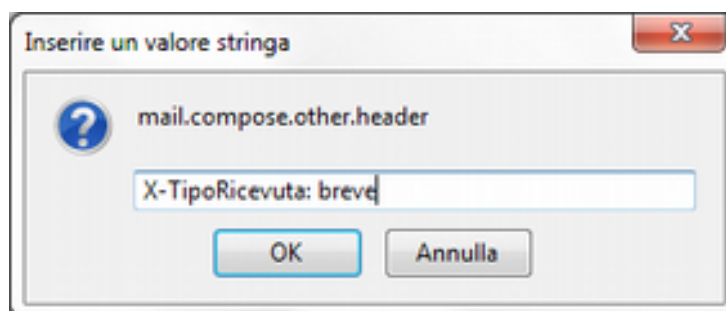 Inserire un valore stringa
mail.compose.other.header
X-TipoRicevuta: breve
OK
Annulla